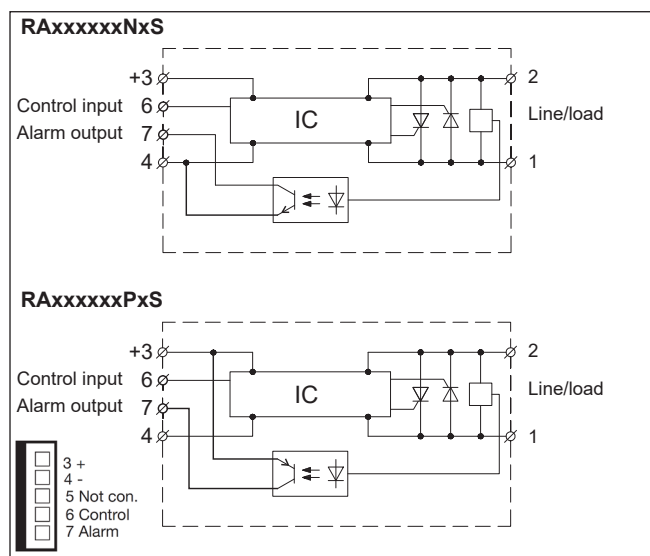 RAxxxxxxNxS
+3
2
Control input 6
IC
Line/load
Alarm output 7
4
1
RAxxxxxxPxS
+3
2
Control input 6
IC
Line/load
Alarm output 7
4
1
3 +
4 -
5 Not con.
6 Control
7 Alarm